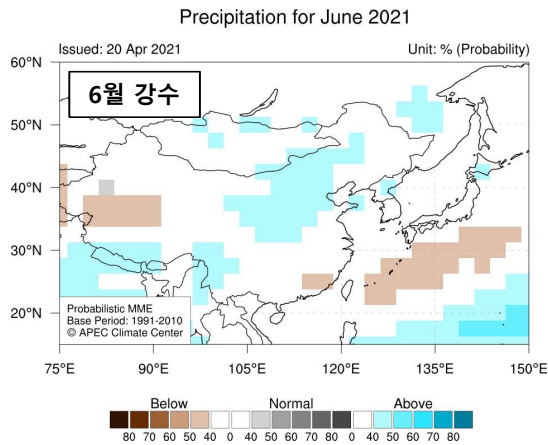 Precipitation for June 2021
Issued: 20 Apr 2021 Unit: % (Probability)
60°N
6월 강수
50°N
40°N
30°N
20°N
Probabilistic MME
Base Period: 1991-2010
© APEC Climate Center
75°E 90°E 105°E 120°E 135°E 150°E
Below Normal Above
80 70 60 50 40 0 40 50 60 70 80 0 40 50 60 70 80